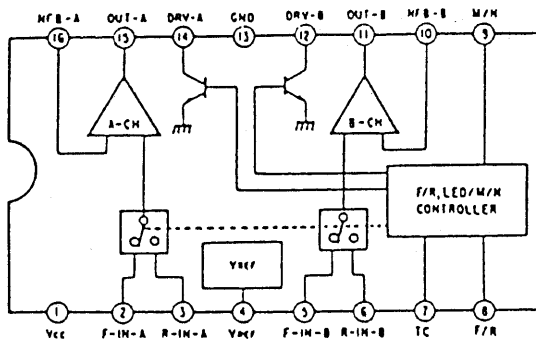 NFB-A OUT-A DRV-A GND DRV-B OUT-B NFB-B M/N
16 15 14 13 12 11 10 9
A-CH B-CH
F/R, LED/M/N
CONTROLLER
VREF
1 2 3 4 5 6 7 8
Vcc F-IN-A R-IN-A VREF F-IN-B R-IN-B TC F/R